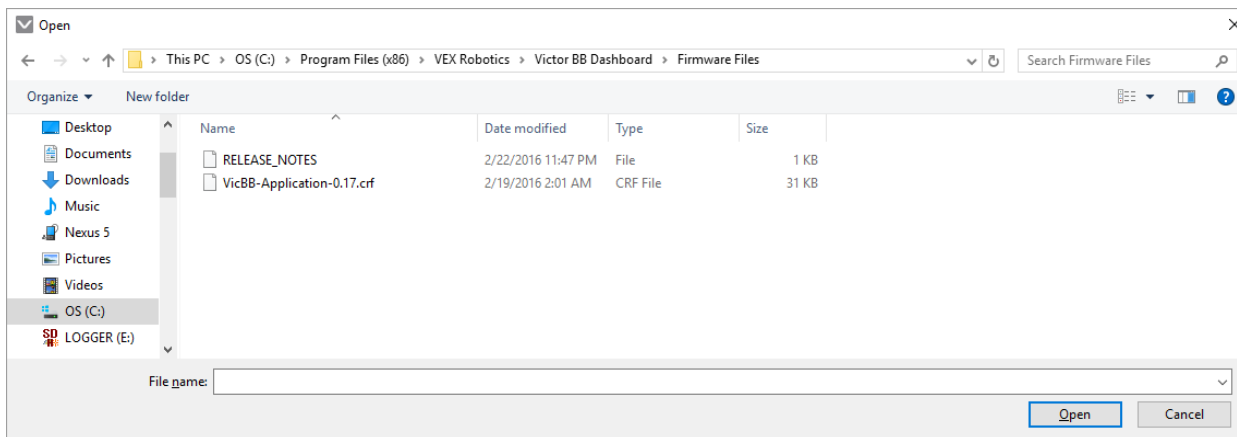 Open
This PC > OS (C:) > Program Files (x86) > VEX Robotics > Victor BB Dashboard > Firmware Files
Search Firmware Files
Organize New folder
Name Date modified Type Size
Desktop
Documents
Downloads
Music
Nexus 5
Pictures
Videos
OS (C:)
SD LOGGER (E:)
RELEASE_NOTES 2/22/2016 11:47 PM File 1 KB
VicBB-Application-0.17.crf 2/19/2016 2:01 AM CRF File 31 KB
File name:
Open Cancel